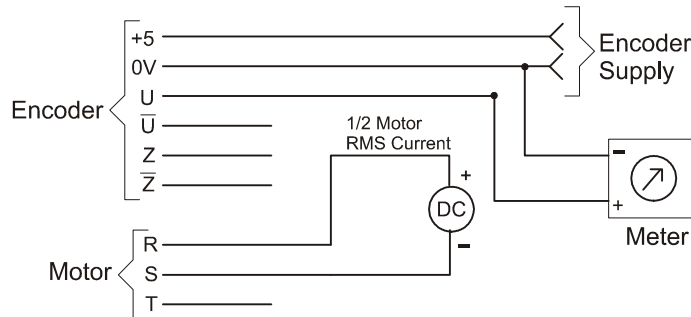 +5
0V
U
U̅
Z
Z̅
Encoder
Encoder
Supply
1/2 Motor
RMS Current
+
DC
-
-
+
Meter
R
S
T
Motor